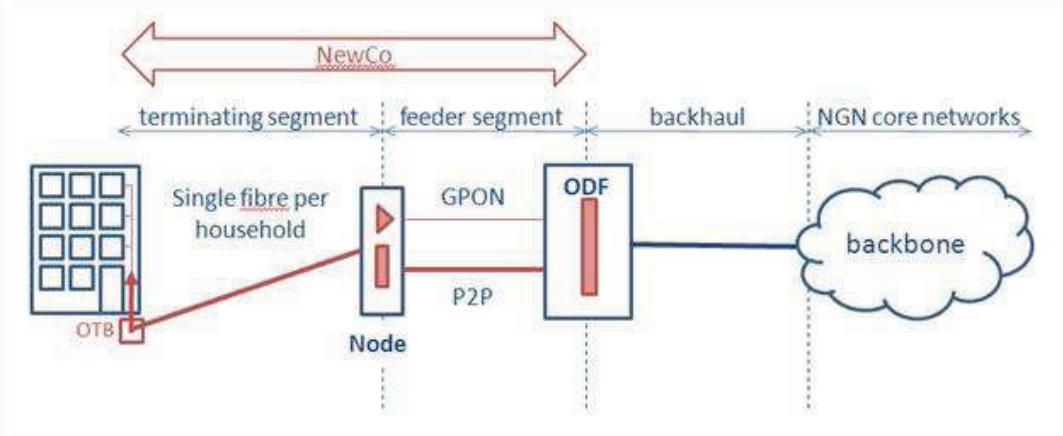 NewCo
terminating segment
feeder segment
backhaul
NGN core networks
Single fibre per
household
GPON
ODF
backbone
P2P
OTB
Node